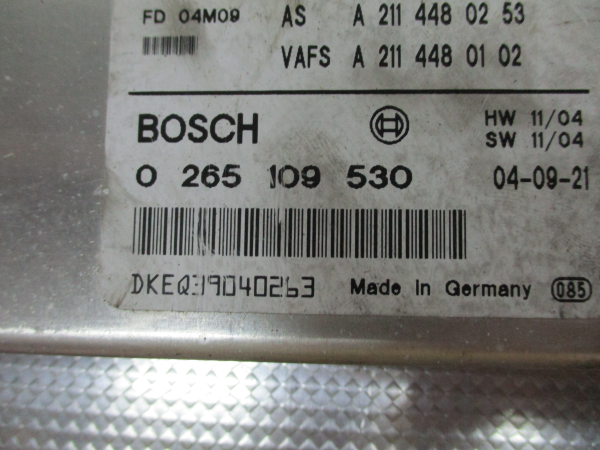 FD 04M09 AS A 211 448 02 53
VAFS A 211 448 01 02
BOSCH HW 11/04
SW 11/04
0 265 109 530 04-09-21
DKEQ319040263 Made in Germany 085